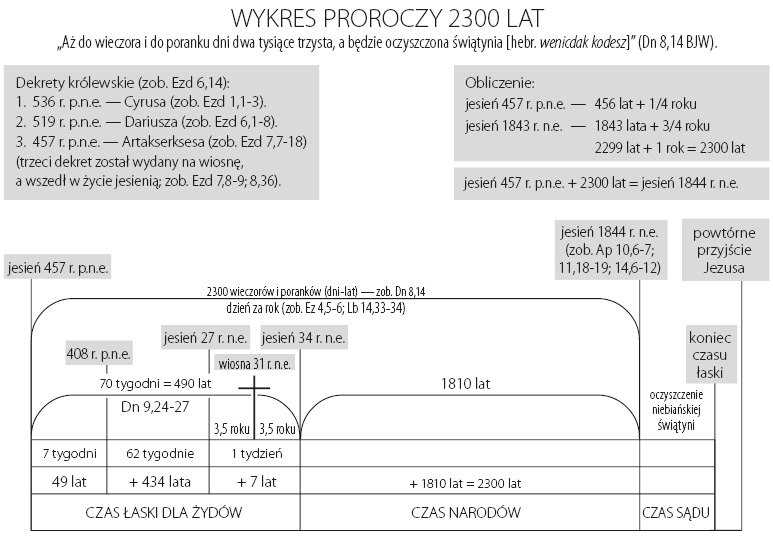 WYKRES PROROCZY 2300 LAT
„Aż do wieczora i do poranku dni dwa tysiące trzysta, a będzie oczyszczona świątynia [hebr. wenicdak kodesz]” (Dn 8,14 BJW).
Dekrety królewskie (zob. Ezd 6,14):
1. 536 r. p.n.e. — Cyrusa (zob. Ezd 1,1-3).
2. 519 r. p.n.e. — Dariusza (zob. Ezd 6,1-8).
3. 457 r. p.n.e. — Artakserksesa (zob. Ezd 7,7-18)
(trzeci dekret został wydany na wiosnę,
a wszedł w życie jesienią; zob. Ezd 7,8-9; 8,36).
Obliczenie:
jesień 457 r. p.n.e. — 456 lat + 1/4 roku
jesień 1843 r. n.e. — 1843 lata + 3/4 roku
2299 lat + 1 rok = 2300 lat
jesień 457 r. p.n.e. + 2300 lat = jesień 1844 r. n.e.
jesień 457 r. p.n.e.
jesień 1844 r. n.e.
(zob. Ap 10,6-7;
11,18-19; 14,6-12)
powtórne
przyjście
Jezusa
2300 wieczorów i poranków (dni-lat) — zob. Dn 8,14
dzień za rok (zob. Ez 4,5-6; Lb 14,33-34)
408 r. p.n.e.
jesień 27 r. n.e.
wiosna 31 r. n.e.
jesień 34 r. n.e.
koniec
czasu
łaski
70 tygodni = 490 lat
Dn 9,24-27
3,5 roku
3,5 roku
1810 lat
oczyszczenie
niebiańskiej
świątyni
7 tygodni
62 tygodnie
1 tydzień
49 lat
+ 434 lata
+ 7 lat
+ 1810 lat = 2300 lat
CZAS ŁASKI DLA ŻYDÓW
CZAS NARODÓW
CZAS SĄDU